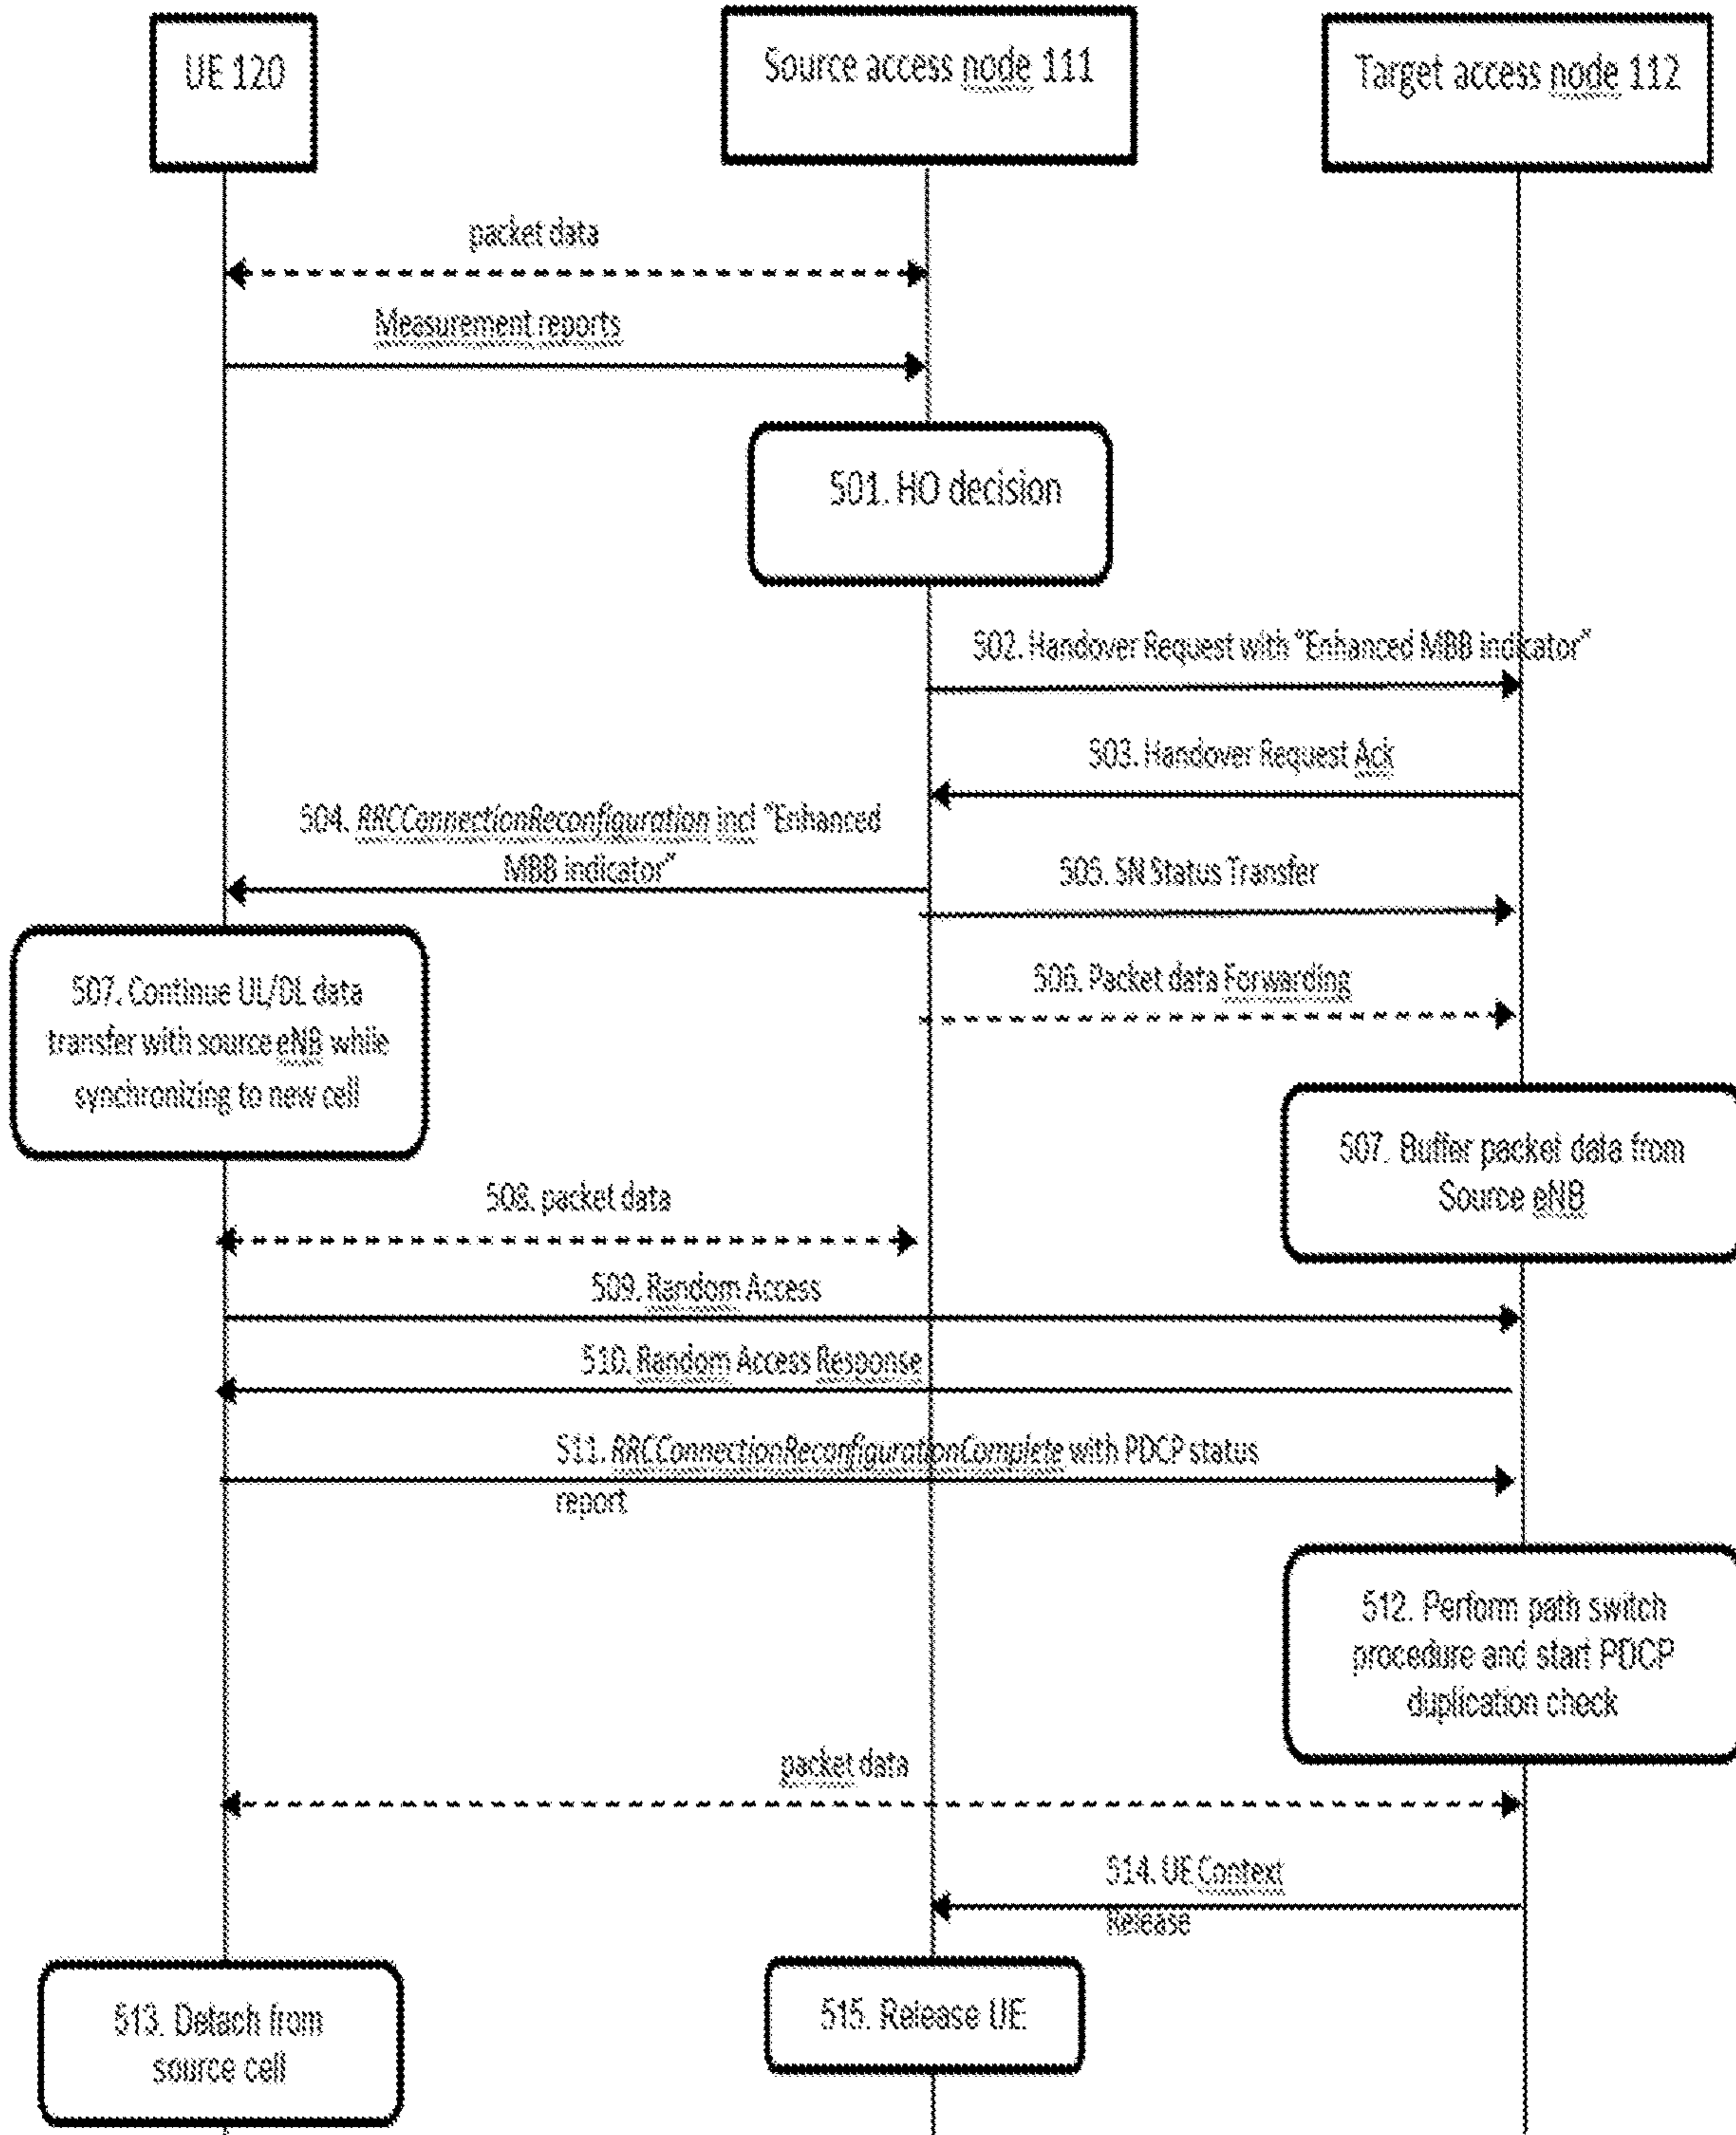 UE 120
Source access node 111
Target access node 112
packet data
Measurement reports
501. HO decision
502. Handover Request with "Enhanced MBB indicator"
503. Handover Request Ack
504. RRCConnectionReconfiguration incl "Enhanced
MBB indicator"
505. SN Status Transfer
506. Packet data Forwarding
507. Continue UL/DL data
transfer with source eNB while
synchronizing to new cell
507. Buffer packet data from
Source eNB
508. packet data
509. Random Access
510. Random Access Response
511. RRCConnectionReconfigurationComplete with PDCP status
report
512. Perform path switch
procedure and start PDCP
duplication check
packet data
514. UE Context
Release
513. Detach from
source cell
515. Release UE